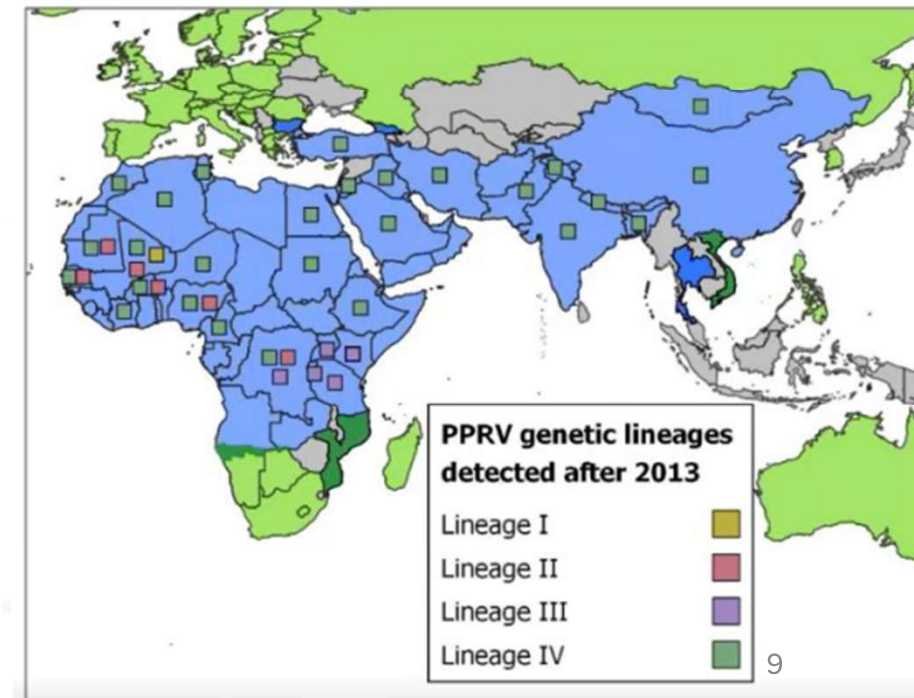 PPRV genetic lineages
detected after 2013
Lineage I
Lineage II
Lineage III
Lineage IV
9